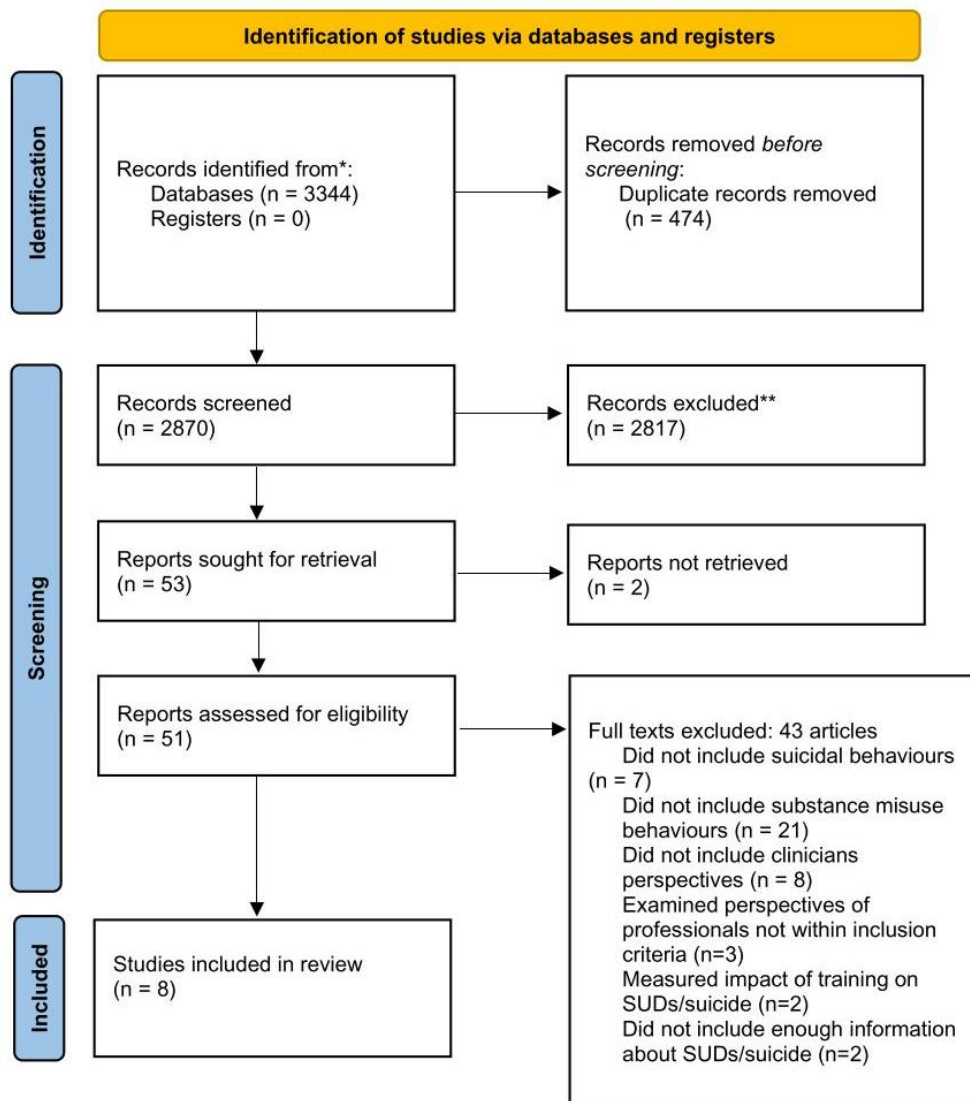 Identification of studies via databases and registers
Identification
Records identified from*:
Databases (n = 3344)
Registers (n = 0)
Records removed before
screening:
Duplicate records removed
(n = 474)
Screening
Records screened
(n = 2870)
Records excluded**
(n = 2817)
Reports sought for retrieval
(n = 53)
Reports not retrieved
(n = 2)
Reports assessed for eligibility
(n = 51)
Full texts excluded: 43 articles
Did not include suicidal behaviours
(n = 7)
Did not include substance misuse
behaviours (n = 21)
Did not include clinicians
perspectives (n = 8)
Examined perspectives of
professionals not within inclusion
criteria (n=3)
Measured impact of training on
SUDs/suicide (n=2)
Did not include enough information
about SUDs/suicide (n=2)
Included
Studies included in review
(n = 8)